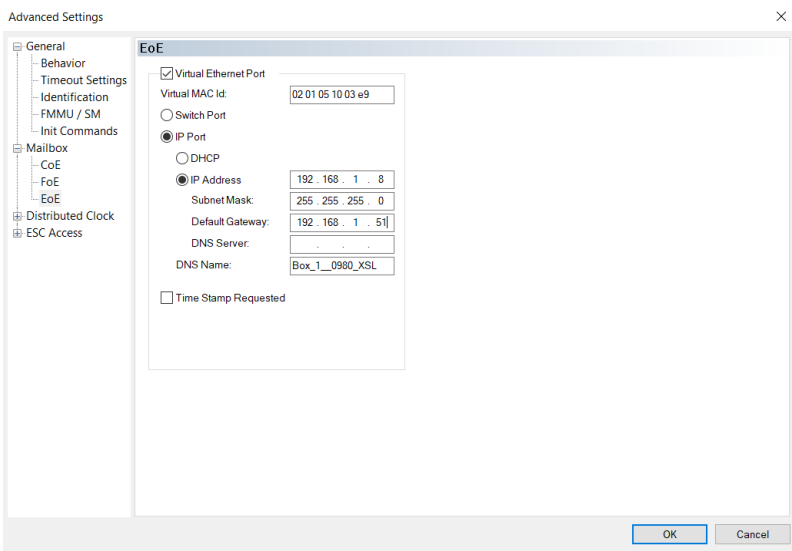 Advanced Settings
General
Behavior
Timeout Settings
Identification
FMMU / SM
Init Commands
Mailbox
CoE
FoE
EoE
Distributed Clock
ESC Access
EoE
Virtual Ethernet Port
Virtual MAC Id: 02 01 05 10 03 e9
Switch Port
IP Port
DHCP
IP Address 192 . 168 . 1 . 8
Subnet Mask: 255 . 255 . 255 . 0
Default Gateway: 192 . 168 . 1 . 51
DNS Server: . . .
DNS Name: Box_1__0980_XSL
Time Stamp Requested
OK Cancel